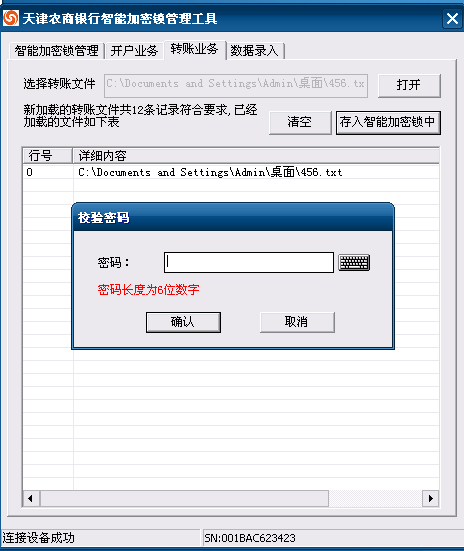 天津农商银行智能加密锁管理工具
智能加密锁管理 开户业务 转账业务 数据录入
选择转账文件 C:\Documents and Settings\Admin\桌面\456.tx 打开
新加载的转账文件共12条记录符合要求,已经
加载的文件如下表
清空 存入智能加密锁中
行号 详细内容
0 C:\Documents and Settings\Admin\桌面\456.txt
校验密码
密码：
密码长度为6位数字
确认 取消
连接设备成功 SN:001BAC623423